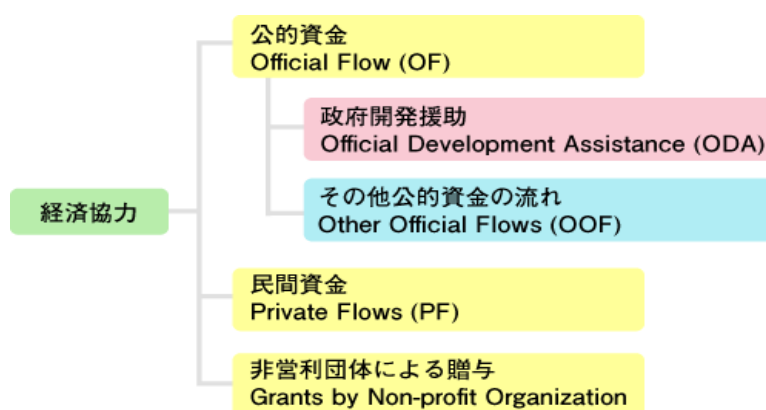 公的資金
Official Flow (OF)
政府開発援助
Official Development Assistance (ODA)
経済協力
その他公的資金の流れ
Other Official Flows (OOF)
民間資金
Private Flows (PF)
非営利団体による贈与
Grants by Non-profit Organization